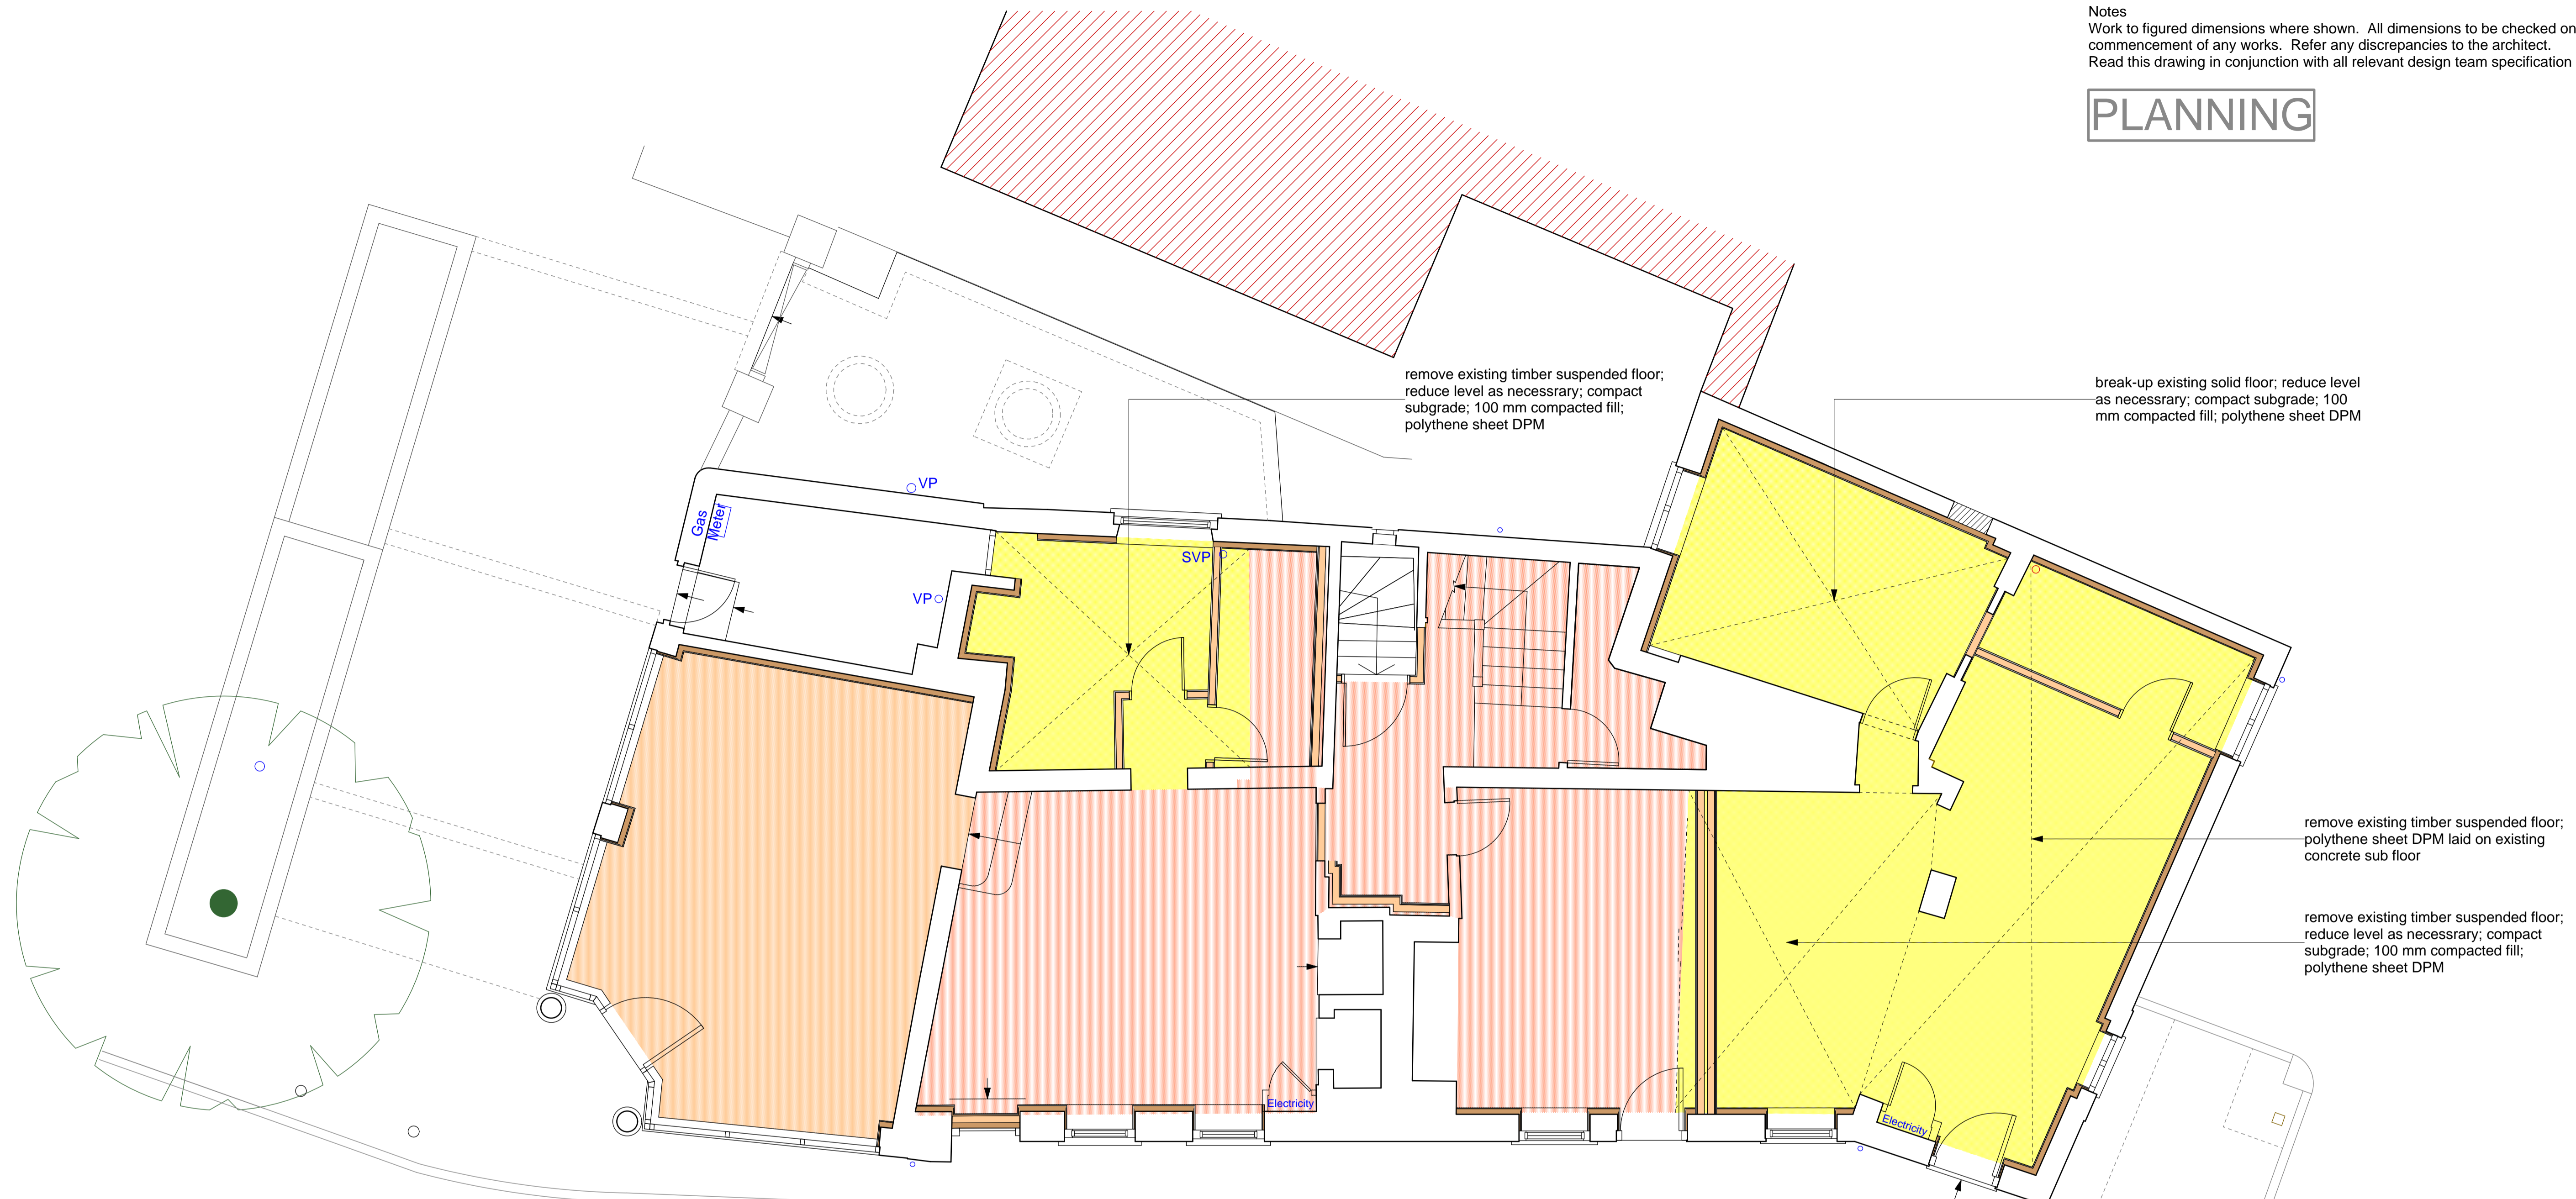 Notes
Work to figured dimensions where shown.  All dimensions to be checked on
commencement of any works.  Refer any discrepancies to the architect.
Read this drawing in conjunction with all relevant design team specification
PLANNING
remove existing timber suspended floor;
reduce level as necessrary; compact
subgrade; 100 mm compacted fill;
polythene sheet DPM
break-up existing solid floor; reduce level
as necessrary; compact subgrade; 100
mm compacted fill; polythene sheet DPM
VP
Gas
Meter
SVP
VP
remove existing timber suspended floor;
polythene sheet DPM laid on existing
concrete sub floor
remove existing timber suspended floor;
reduce level as necessrary; compact
subgrade; 100 mm compacted fill;
polythene sheet DPM
Electricity
Electricity